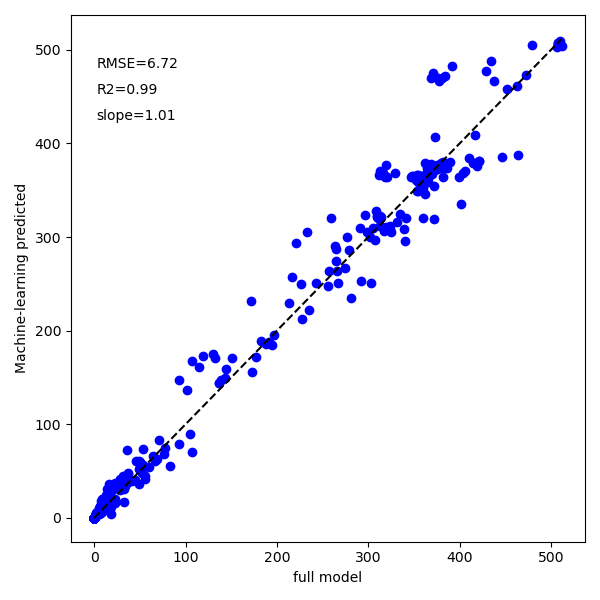 RMSE=6.72
R2=0.99
slope=1.01
Machine-learning predicted
500
400
300
200
100
0
0 100 200 300 400 500
full model